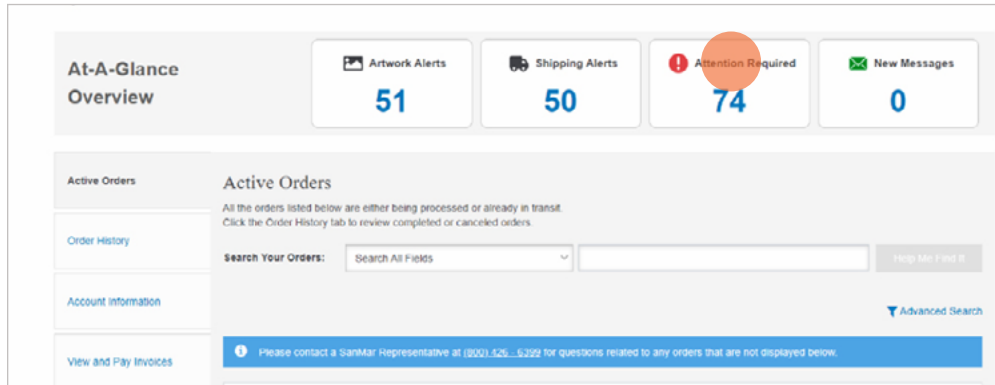 At-A-Glance
Overview
Artwork Alerts
51
Shipping Alerts
50
Attention Required
74
New Messages
0
Active Orders
Order History
Account Information
View and Pay Invoices
Active Orders
All the orders listed below are either being processed or already in transit.
Click the Order History tab to review completed or canceled orders.
Search Your Orders:
Search All Fields
Help Me Find It
Advanced Search
Please contact a SanMar Representative at (800) 426 - 6399 for questions related to any orders that are not displayed below.